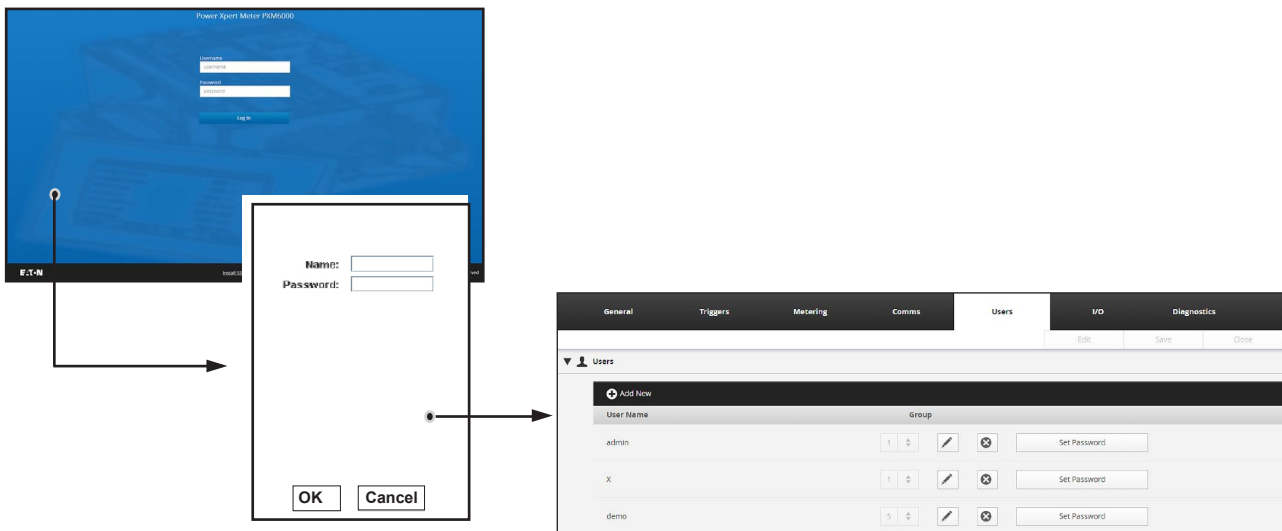 Power Xpert Meter PXM6000
Username
username
Password
password
Log In
E:T•N
Install SS
ved
Name:
Password:
OK Cancel
General Triggers Metering Comms Users I/O Diagnostics
Edit Save Close
Users
Add New
User Name Group
admin 1 Set Password
X 1 Set Password
demo 5 Set Password